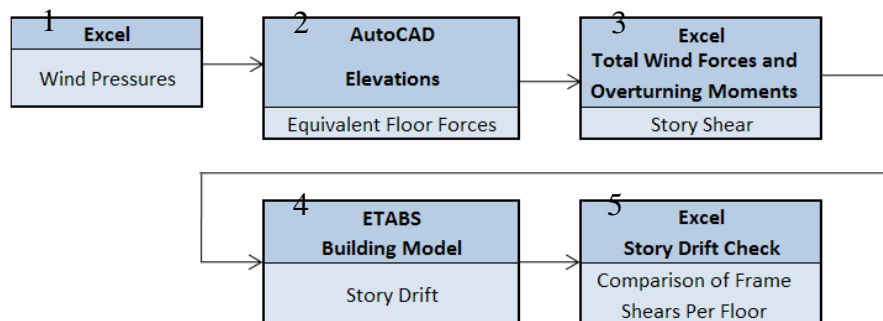 1
Excel
Wind Pressures
2
AutoCAD
Elevations
Equivalent Floor Forces
3
Excel
Total Wind Forces and
Overturning Moments
Story Shear
4
ETABS
Building Model
Story Drift
5
Excel
Story Drift Check
Comparison of Frame
Shears Per Floor